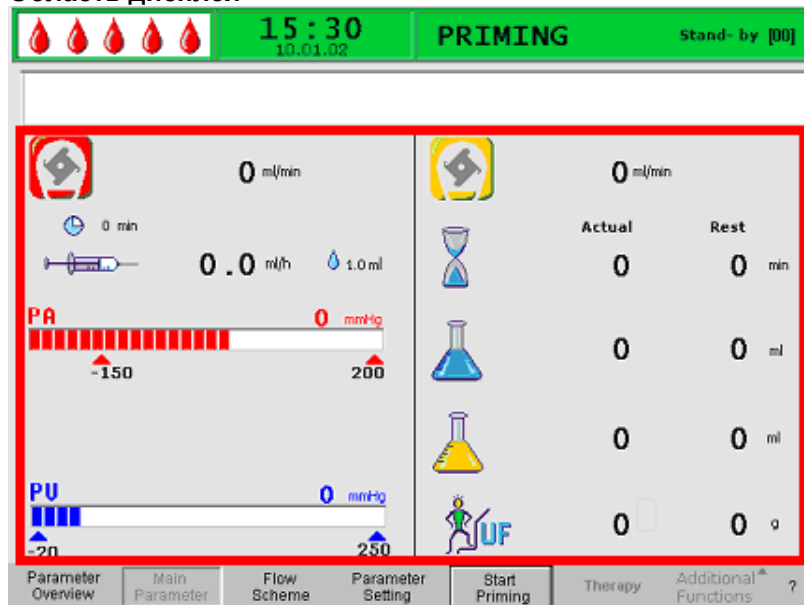 Область дисплея
15:30
10.01.02
PRIMING
Stand- by [00]
0 ml/min
0 min
0.0 ml/h
1.0 ml
PA
0 mmHg
-150
200
PV
0 mmHg
-20
250
0 ml/min
Actual Rest
0 0 min
0 0 ml
0 0 ml
UF
0 0 g
Parameter Overview
Main Parameter
Flow Scheme
Parameter Setting
Start Priming
Therapy
Additional Functions
?